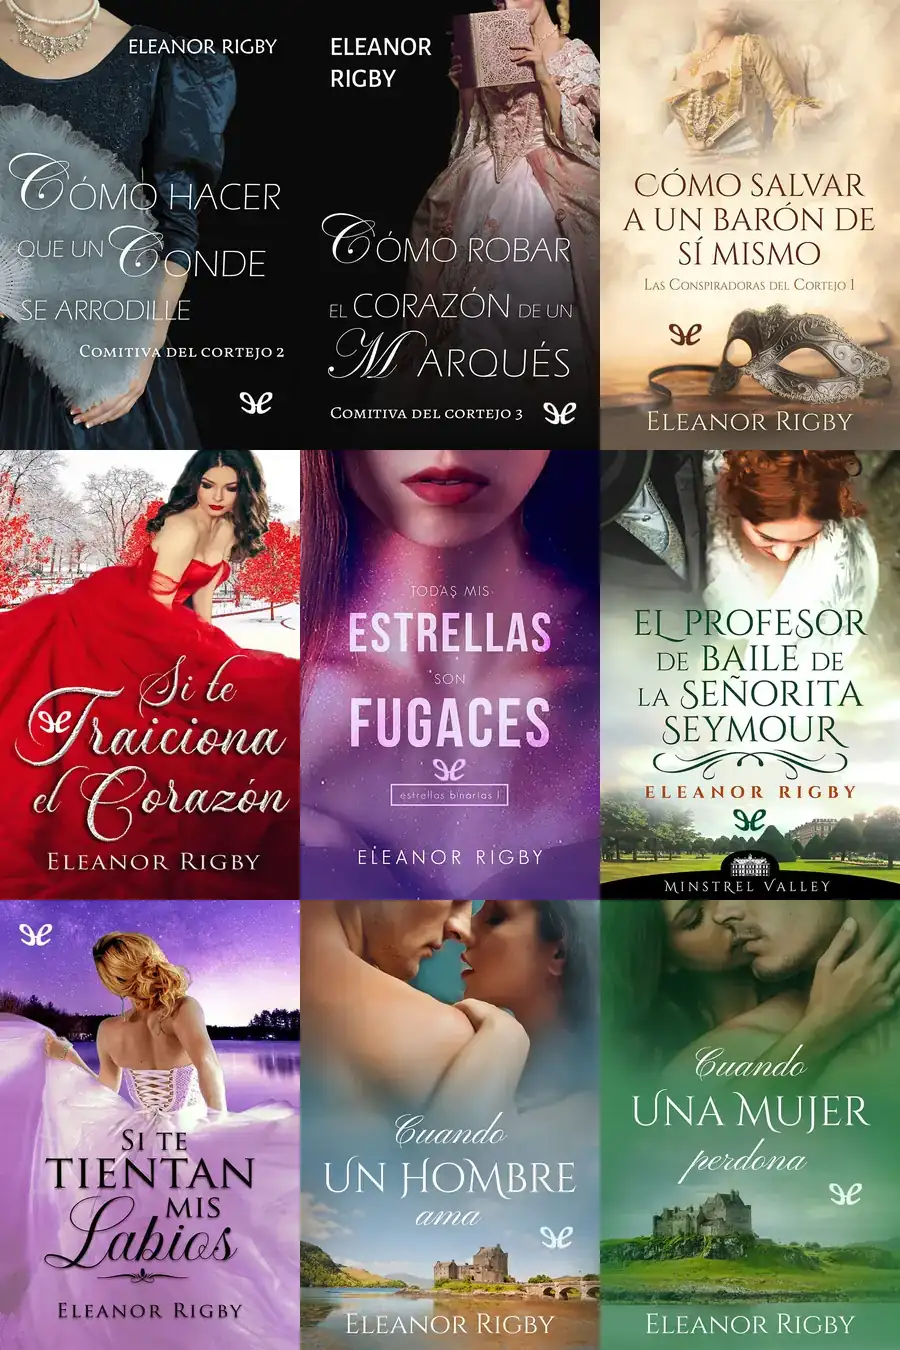 ELEANOR RIGBY
CÓMO HACER
QUE UN CONDE
SE ARRODILLE
COMITIVA DEL CORTEJO 2
ELEANOR
RIGBY
CÓMO ROBAR
EL CORAZÓN DE UN
MARQUÉS
COMITIVA DEL CORTEJO 3
CÓMO SALVAR
A UN BARÓN DE
SÍ MISMO
LAS CONSPIRADORAS DEL CORTEJO 1
ELEANOR RIGBY
Si te
Traiciona
el Corazón
ELEANOR RIGBY
TODAS MIS
ESTRELLAS
SON
FUGACES
estrellas binarias I
ELEANOR RIGBY
EL PROFESOR
DE BAILE DE
LA SEÑORITA
SEYMOUR
ELEANOR RIGBY
MINSTREL VALLEY
SI TE
TIENTAN
MIS
Labios
ELEANOR RIGBY
Cuando
UN HOMBRE
ama
ELEANOR RIGBY
Cuando
UNA MUJER
perdona
ELEANOR RIGBY